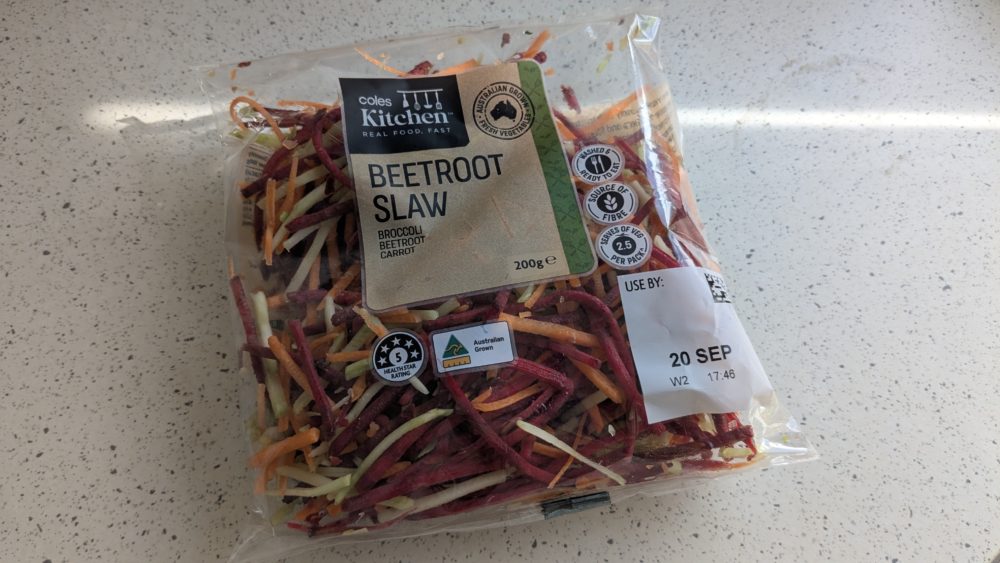 coles
Kitchen™
REAL FOOD. FAST
AUSTRALIAN GROWN
FRESH VEGETABLES
BEETROOT
SLAW
BROCCOLI
BEETROOT
CARROT
200g e
WASHED &
READY TO EAT
SOURCE OF
FIBRE
SERVES OF VEG
2.5
PER PACK
USE BY:
20 SEP
W2 17:46
5
HEALTH STAR
RATING
Australian
Grown